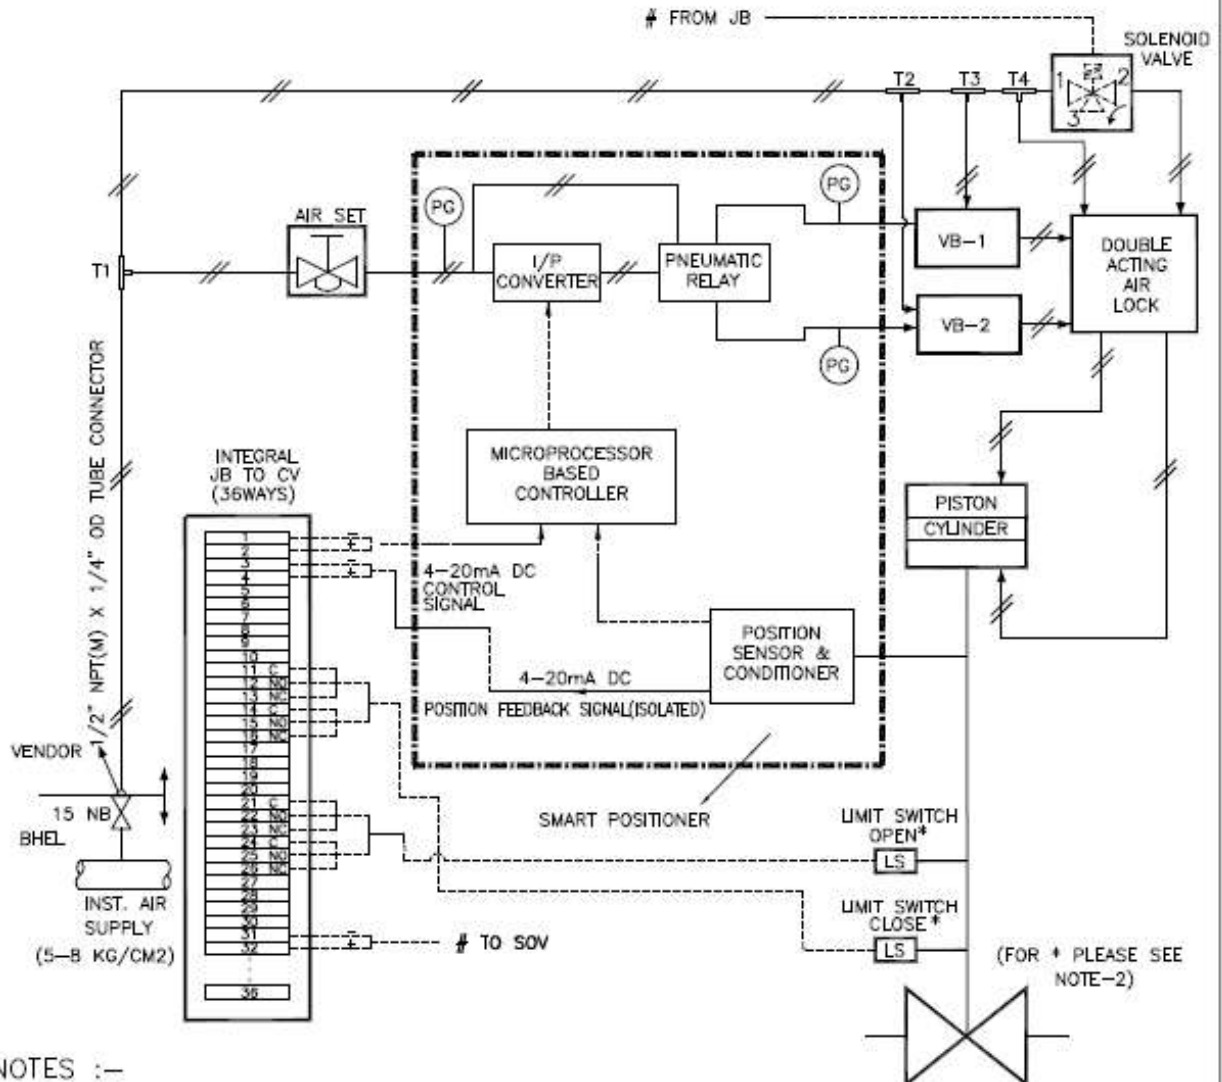 # FROM JB
SOLENOID
VALVE
T2
T3
T4
1
2
3
PG
PG
AIR SET
T1
I/P
CONVERTER
PNEUMATIC
RELAY
VB-1
DOUBLE
ACTING
AIR
LOCK
VB-2
PG
1/2" NPT(M) X 1/4" OD TUBE CONNECTOR
INTEGRAL
JB TO CV
(36WAYS)
MICROPROCESSOR
BASED
CONTROLLER
PISTON
CYLINDER
1
-
2
+
3
-
4
+
4-20mA DC
CONTROL
SIGNAL
5
6
7
8
9
10
11 C
12 NO
13 NC
14 C
15 NO
16 NC
17
18
19
20
21 C
22 NO
23 NC
24 C
25 NO
26 NC
27
28
29
30
31
-
32
+
36
POSITION
SENSOR &
CONDITIONER
4-20mA DC
POSITION FEEDBACK SIGNAL(ISOLATED)
VENDOR
15 NB
BHEL
INST. AIR
SUPPLY
(5-8 KG/CM2)
SMART POSITIONER
LIMIT SWITCH
OPEN*
LS
LIMIT SWITCH
CLOSE*
LS
# TO SOV
(FOR * PLEASE SEE
NOTE-2)
NOTES :-